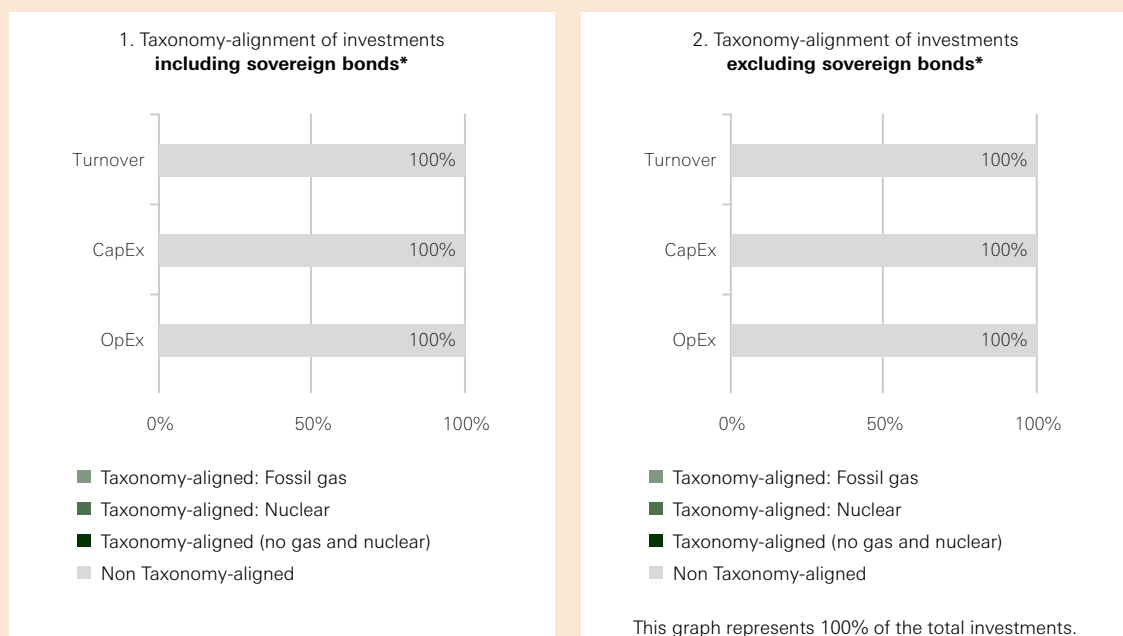 1. Taxonomy-alignment of investments
including sovereign bonds*
Turnover
100%
CapEx
100%
OpEx
100%
0%
50%
100%
Taxonomy-aligned: Fossil gas
Taxonomy-aligned: Nuclear
Taxonomy-aligned (no gas and nuclear)
Non Taxonomy-aligned
2. Taxonomy-alignment of investments
excluding sovereign bonds*
Turnover
100%
CapEx
100%
OpEx
100%
0%
50%
100%
Taxonomy-aligned: Fossil gas
Taxonomy-aligned: Nuclear
Taxonomy-aligned (no gas and nuclear)
Non Taxonomy-aligned
This graph represents 100% of the total investments.